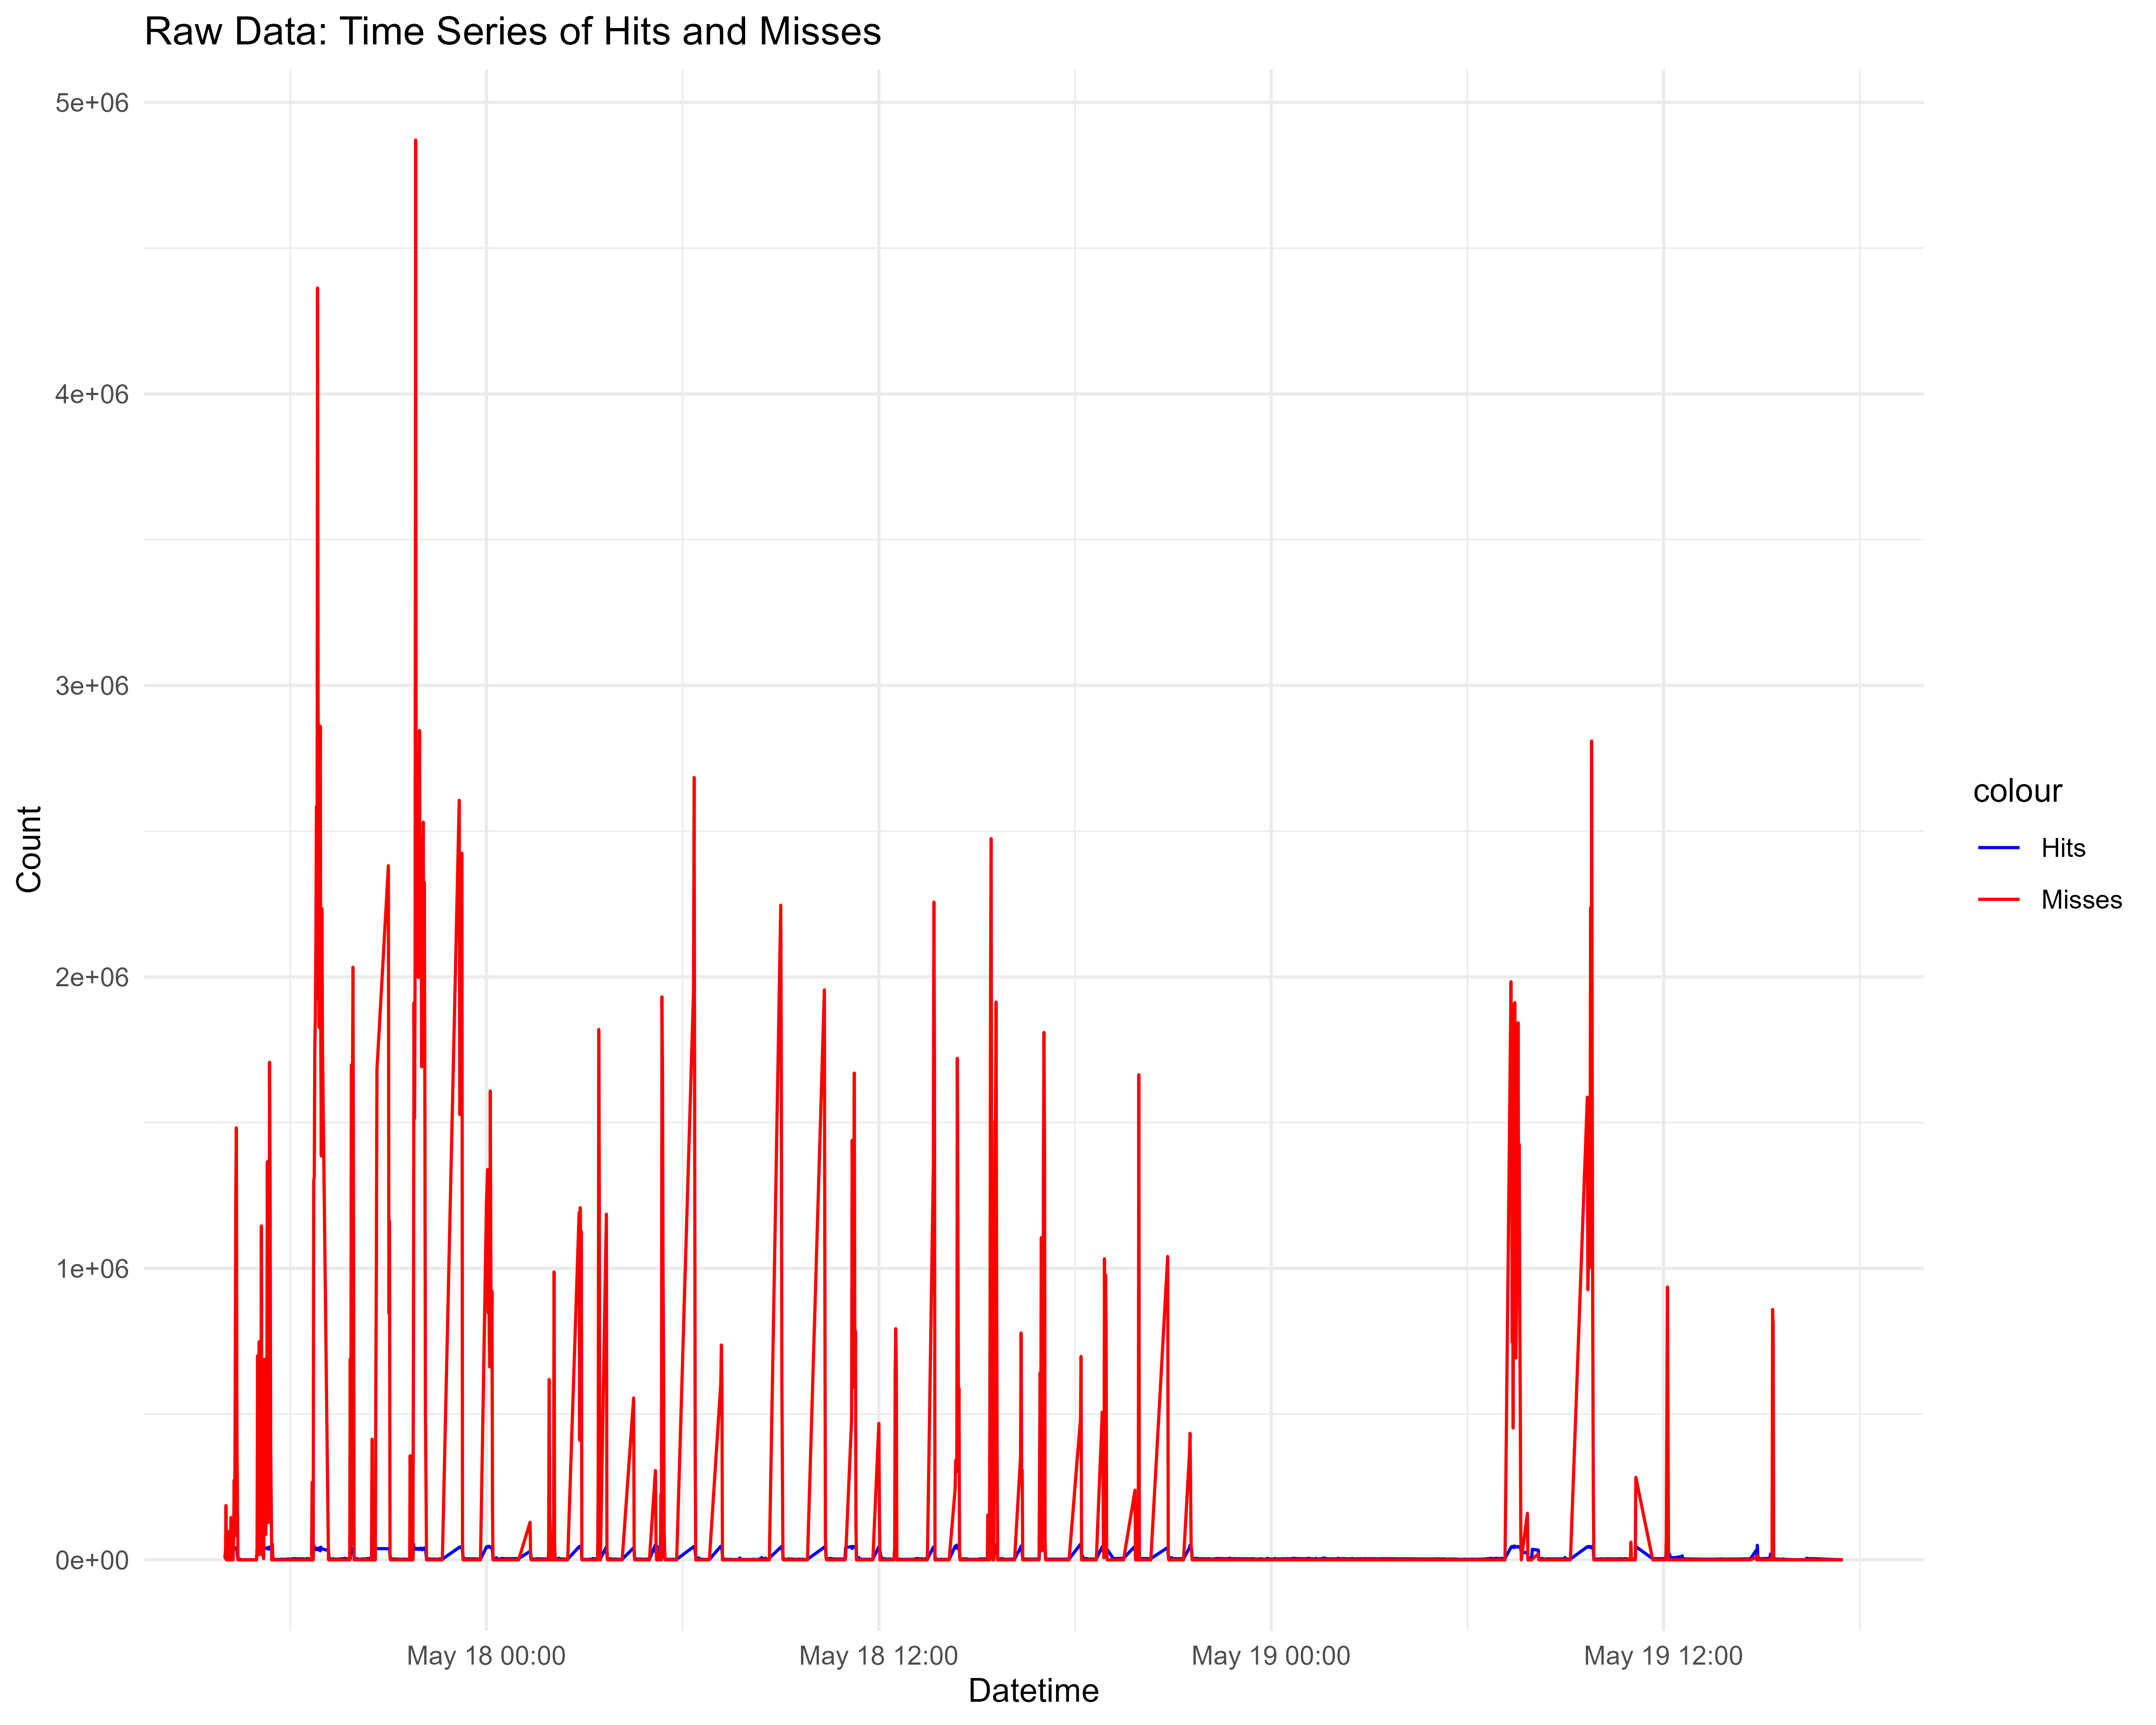 Raw Data: Time Series of Hits and Misses
5e+06
4e+06
3e+06
2e+06
1e+06
0e+00
Count
May 18 00:00
May 18 12:00
May 19 00:00
May 19 12:00
Datetime
colour
Hits
Misses